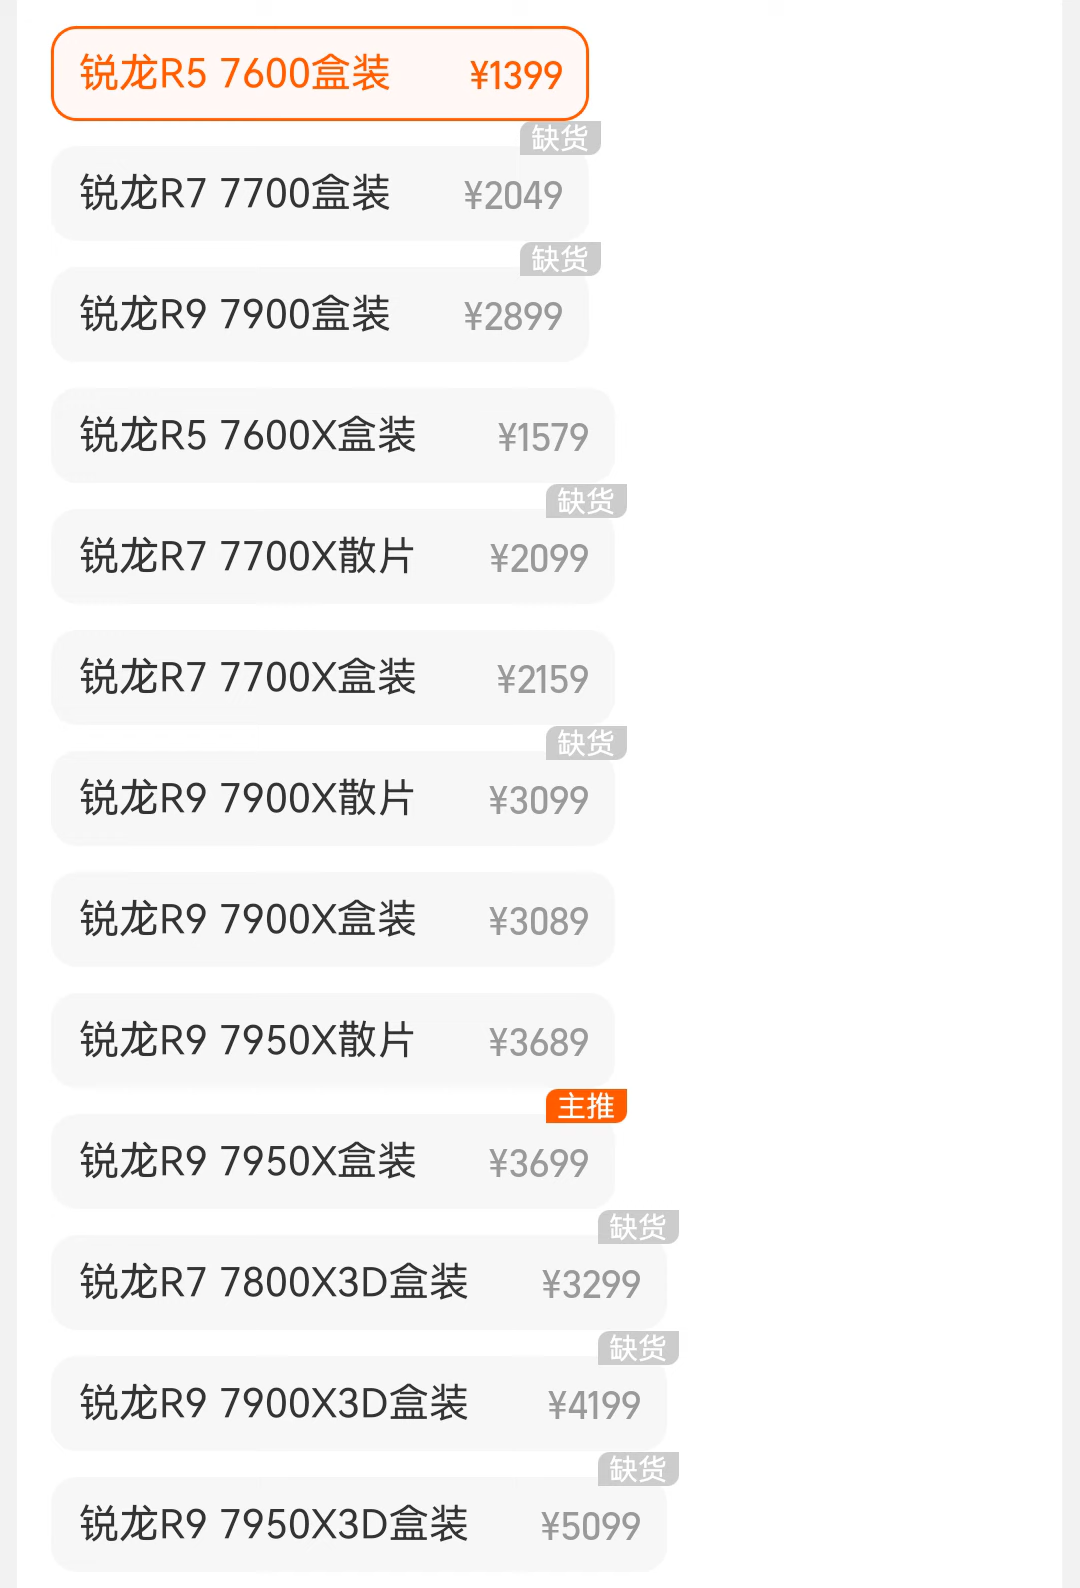 锐龙R5 7600盒装 ¥1399
缺货
锐龙R7 7700盒装 ¥2049
缺货
锐龙R9 7900盒装 ¥2899
锐龙R5 7600X盒装 ¥1579
缺货
锐龙R7 7700X散片 ¥2099
锐龙R7 7700X盒装 ¥2159
缺货
锐龙R9 7900X散片 ¥3099
锐龙R9 7900X盒装 ¥3089
锐龙R9 7950X散片 ¥3689
主推
锐龙R9 7950X盒装 ¥3699
缺货
锐龙R7 7800X3D盒装 ¥3299
缺货
锐龙R9 7900X3D盒装 ¥4199
缺货
锐龙R9 7950X3D盒装 ¥5099